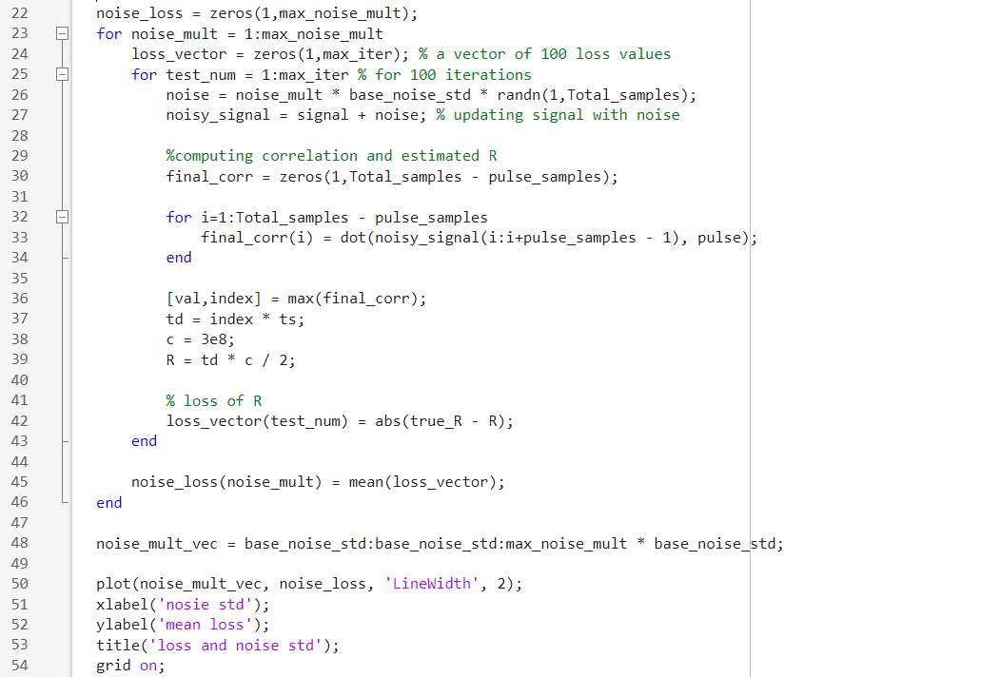 22 noise_loss = zeros(1,max_noise_mult);
23 for noise_mult = 1:max_noise_mult
24 loss_vector = zeros(1,max_iter); % a vector of 100 loss values
25 for test_num = 1:max_iter % for 100 iterations
26 noise = noise_mult * base_noise_std * randn(1,Total_samples);
27 noisy_signal = signal + noise; % updating signal with noise
28
29 %computing correlation and estimated R
30 final_corr = zeros(1,Total_samples - pulse_samples);
31
32 for i=1:Total_samples - pulse_samples
33 final_corr(i) = dot(noisy_signal(i:i+pulse_samples - 1), pulse);
34 end
35
36 [val,index] = max(final_corr);
37 td = index * ts;
38 c = 3e8;
39 R = td * c / 2;
40
41 % loss of R
42 loss_vector(test_num) = abs(true_R - R);
43 end
44
45 noise_loss(noise_mult) = mean(loss_vector);
46 end
47
48 noise_mult_vec = base_noise_std:base_noise_std:max_noise_mult * base_noise_std;
49
50 plot(noise_mult_vec, noise_loss, 'LineWidth', 2);
51 xlabel('nosie std');
52 ylabel('mean loss');
53 title('loss and noise std');
54 grid on;